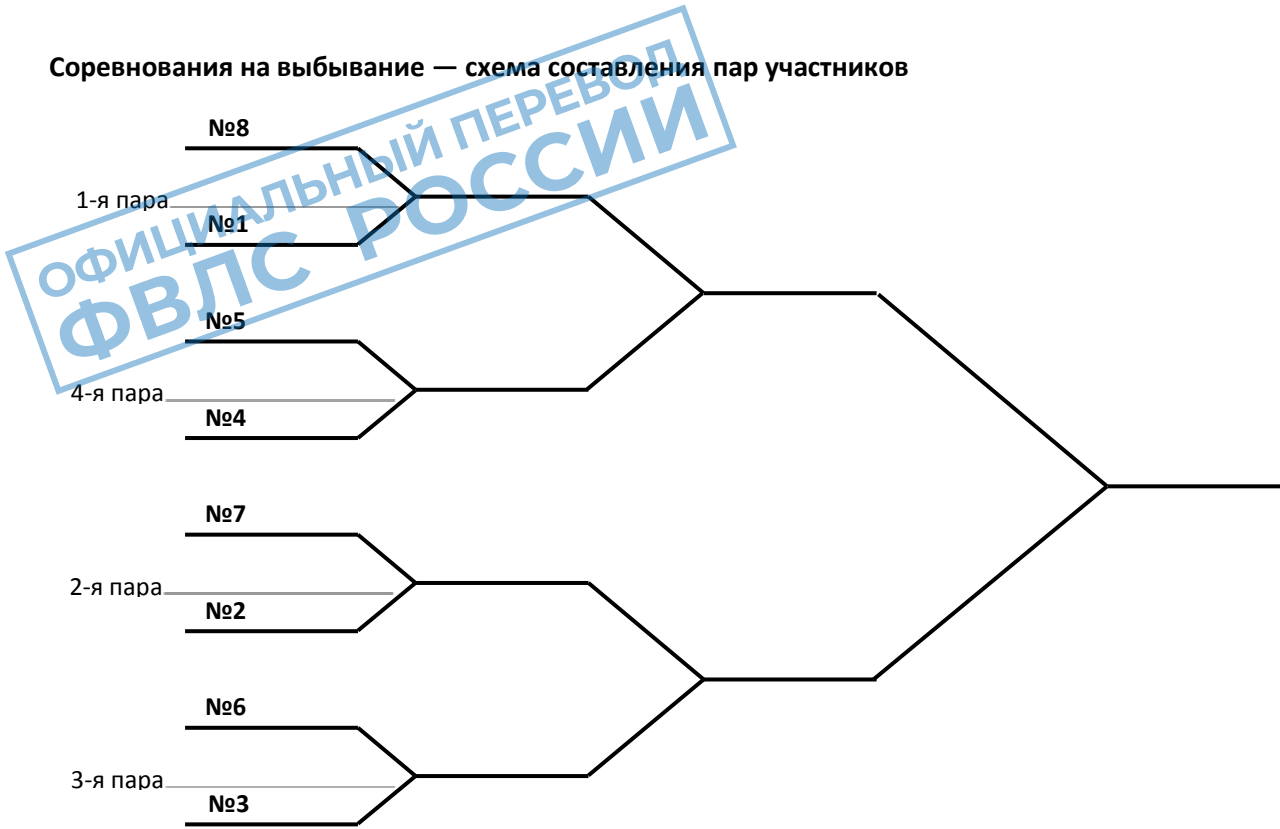 Соревнования на выбывание — схема составления пар участников
№8
1-я пара
№1
№5
4-я пара
№4
№7
2-я пара
№2
№6
3-я пара
№3
ОФИЦИАЛЬНЫЙ ПЕРЕВОД
ФВЛС РОССИИ